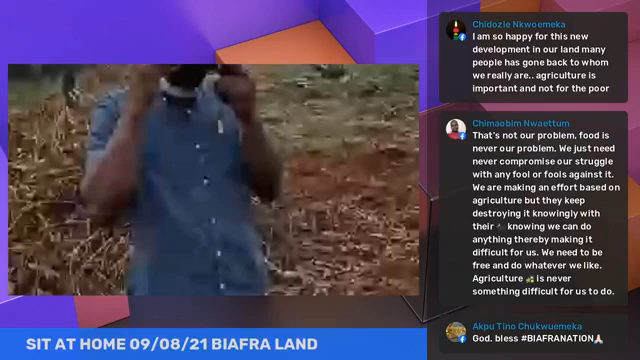 Chidozie Nkwoemeka
I am so happy for this new
development in our land many
people has gone back to whom
we really are.. agriculture is
important and not for the poor
Chimaobim Nwaettum
That's not our problem, food is
never our problem. We just need
never compromise our struggle
with any fool or fools against it.
We are making an effort based on
agriculture but they keep
destroying it knowingly with
their knowing we can do
anything thereby making it
difficult for us. We need to be
free and do whatever we like.
Agriculture is never
something difficult for us to do.
Akpu Tino Chukwuemeka
God. bless #BIAFRANATION🙏🏻
SIT AT HOME 09/08/21 BIAFRA LAND